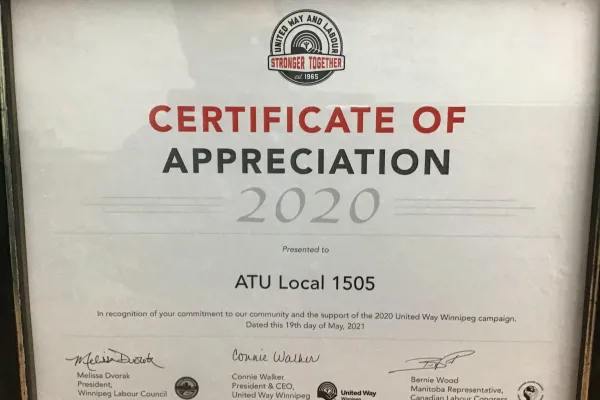 UNITED WAY AND LABOUR
STRONGER TOGETHER
est. 1965
CERTIFICATE OF
APPRECIATION
2020
Presented to
ATU Local 1505
In recognition of your commitment to our community and the support of the 2020 United Way Winnipeg campaign.
Dated this 19th day of May, 2021
Melissa Dvorak
Connie Walker
Melissa Dvorak
President,
Winnipeg Labour Council
Connie Walker
President & CEO,
United Way Winnipeg
United Way
Winnipeg
Bernie Wood
Manitoba Representative,
Canadian Labour Congress